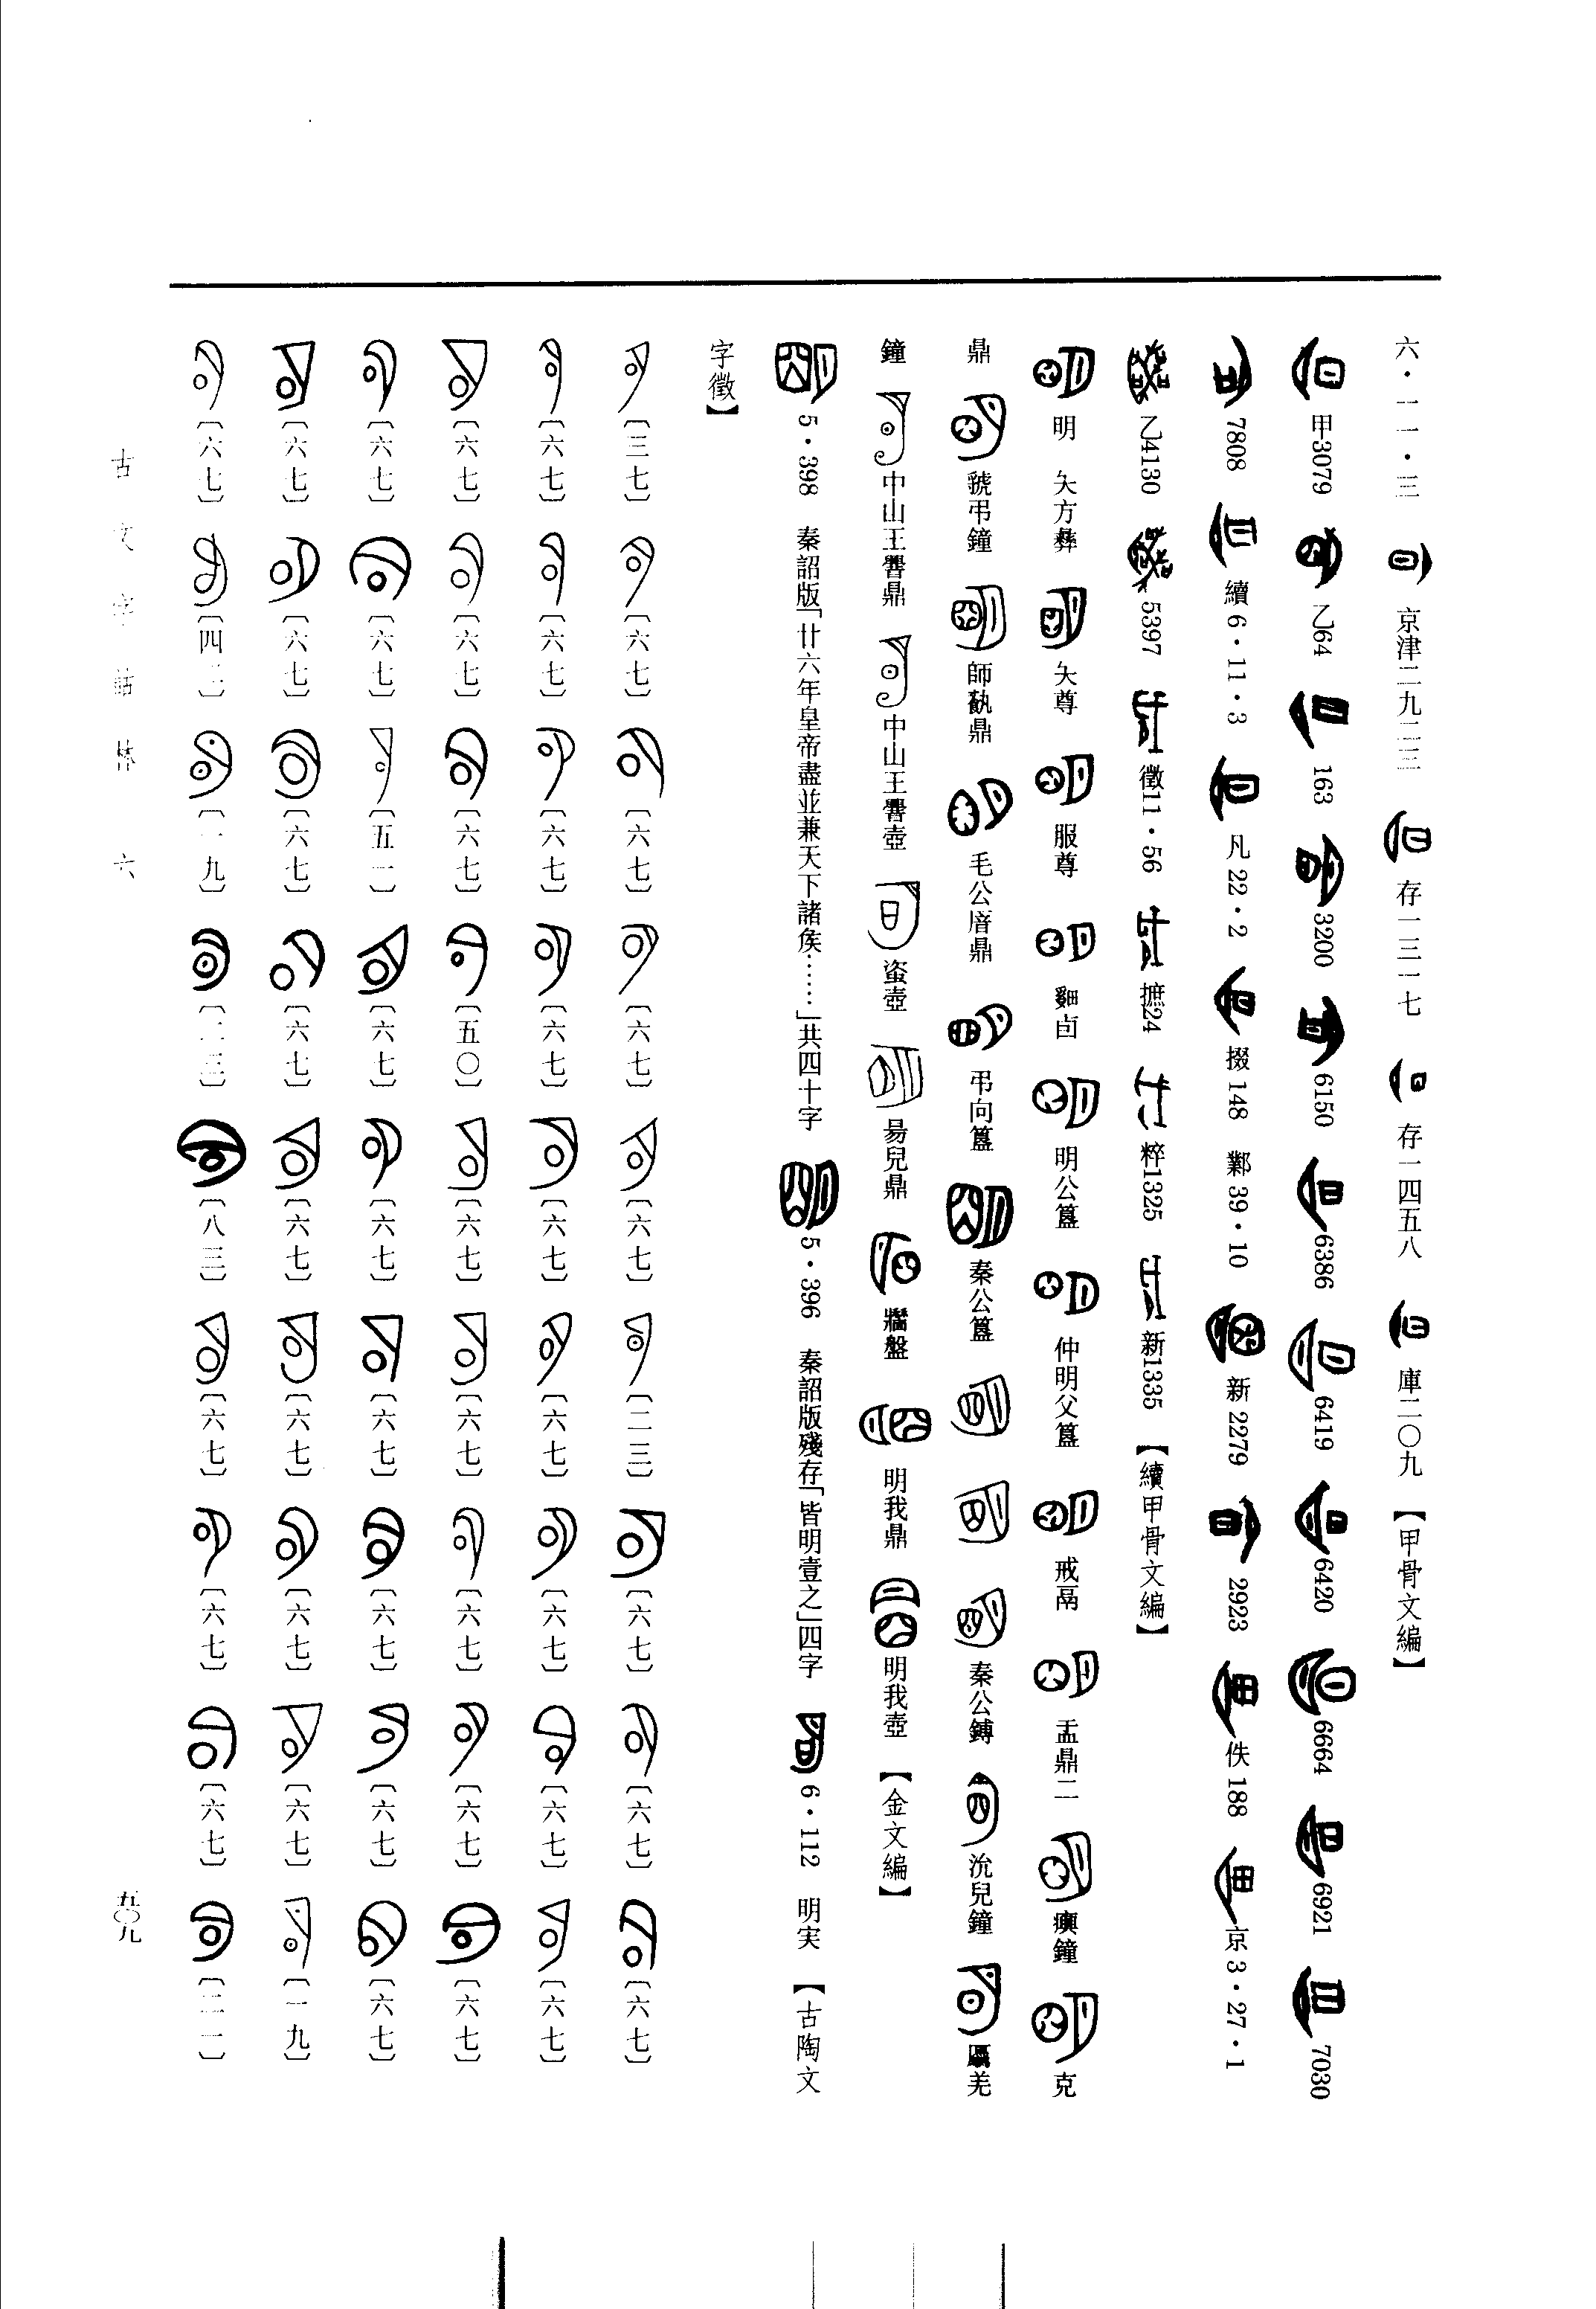 六·一一·三 京津二九三三 存一三一七 存一四五八 庫二〇九 【甲骨文編】
甲3079 乙64 163 3200 6150 6386 6419 6420 6664 6921 7030
7808 續6·11·3 凡22·2 掇148 鄴39·10 新2279 2923 佚188 京3·27·1
乙4130 5397 徵11·56 摭24 粹1325 新1335 【續甲骨文編】
明 夨方彝 夨尊 服尊 卣 明公簋 仲明父簋 戒鬲 盂鼎二 𤼈鐘 克
鼎 虢弔鐘 師𩛥鼎 毛公㢓鼎 弔向簋 秦公簋 秦公鎛 沇兒鐘 𠫑羌
鐘 中山王䰱鼎 中山王䰱壺 𧊒壺 昜兒鼎 牆盤 明我鼎 明我壺 【金文編】
5·398 秦詔版「廿六年皇帝盡並兼天下諸矦……」共四十字 5·396 秦詔版殘存「皆明壹之」四字 6·112 明実 【古陶文
字徵】
〔三七〕 〔六七〕 〔六七〕 〔六七〕 〔六七〕 〔二三〕 〔六七〕 〔六七〕 〔六七〕
〔六七〕 〔六七〕 〔六七〕 〔六七〕 〔六七〕 〔六七〕 〔六七〕 〔六七〕 〔六七〕
〔六七〕 〔六七〕 〔六七〕 〔五〇〕 〔六七〕 〔六七〕 〔六七〕 〔六七〕 〔六七〕
〔六七〕 〔六七〕 〔五一〕 〔六七〕 〔六七〕 〔六七〕 〔六七〕 〔六七〕 〔六七〕
〔六七〕 〔六七〕 〔六七〕 〔六七〕 〔六七〕 〔六七〕 〔六七〕 〔六七〕 〔一九〕
〔六七〕 〔四二〕 〔一九〕 〔二三〕 〔八三〕 〔六七〕 〔六七〕 〔六七〕 〔二一〕
古文字詁林 六
五〇九